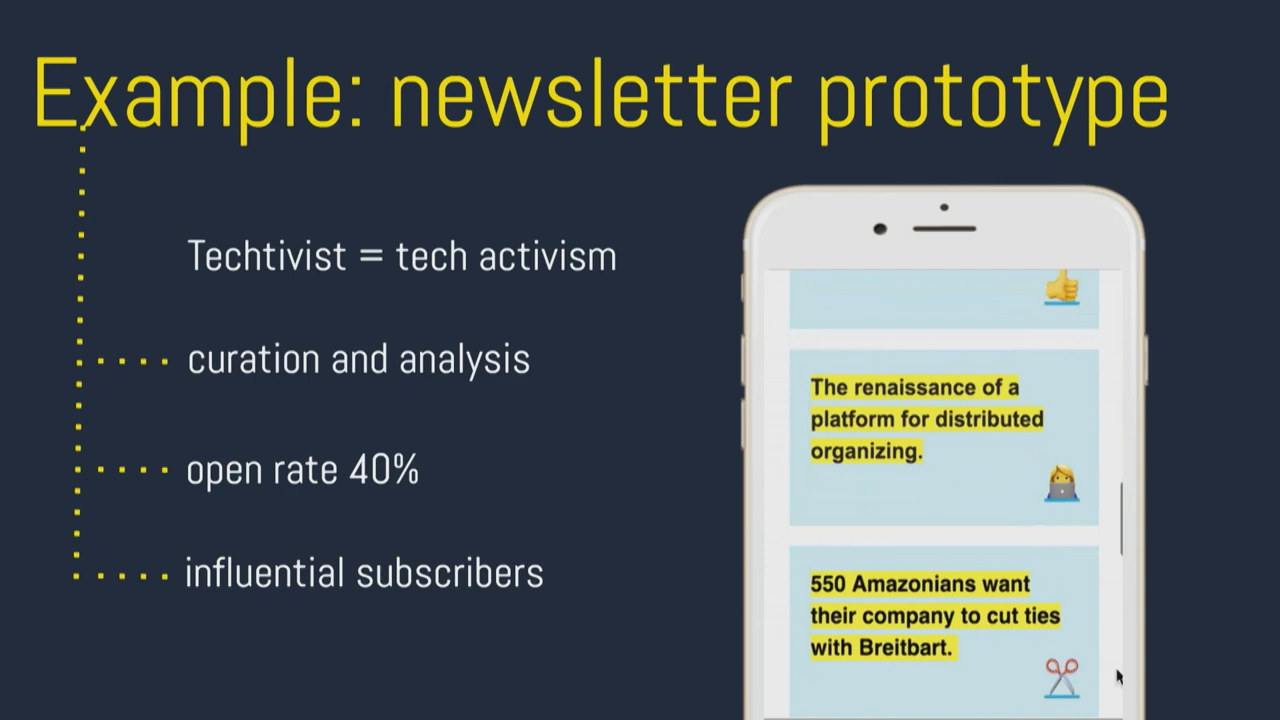 Example: newsletter prototype
Techtivist = tech activism
curation and analysis
open rate 40%
influential subscribers
The renaissance of a
platform for distributed
organizing.
550 Amazonians want
their company to cut ties
with Breitbart.